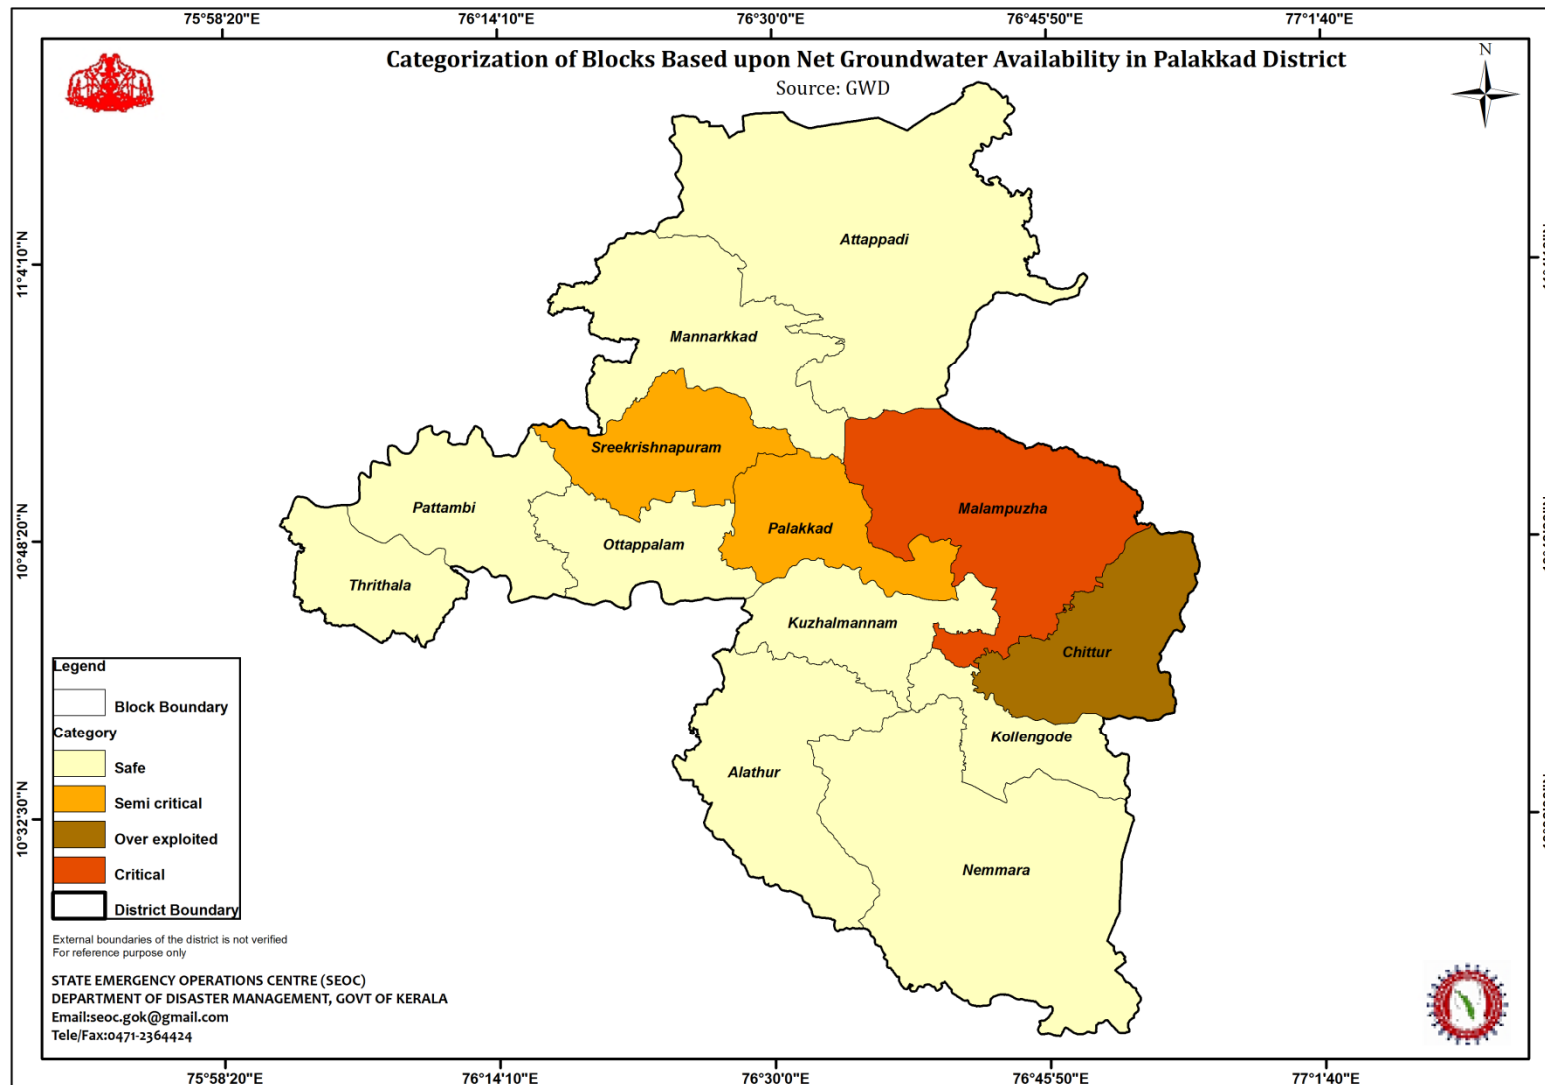 75°58'20"E 76°14'10"E 76°30'0"E 76°45'50"E 77°1'40"E
Categorization of Blocks Based upon Net Groundwater Availability in Palakkad District
Source: GWD
N
11°4'10"N
10°48'20"N
10°32'30"N
Attappadi
Mannarkkad
Sreekrishnapuram
Malampuzha
Pattambi
Palakkad
Ottappalam
Thrithala
Kuzhalmannam
Chittur
Kollengode
Alathur
Nemmara
Legend
Block Boundary
Category
Safe
Semi critical
Over exploited
Critical
District Boundary
External boundaries of the district is not verified
For reference purpose only
STATE EMERGENCY OPERATIONS CENTRE (SEOC)
DEPARTMENT OF DISASTER MANAGEMENT, GOVT OF KERALA
Email:seoc.gok@gmail.com
Tele/Fax:0471-2364424
75°58'20"E 76°14'10"E 76°30'0"E 76°45'50"E 77°1'40"E